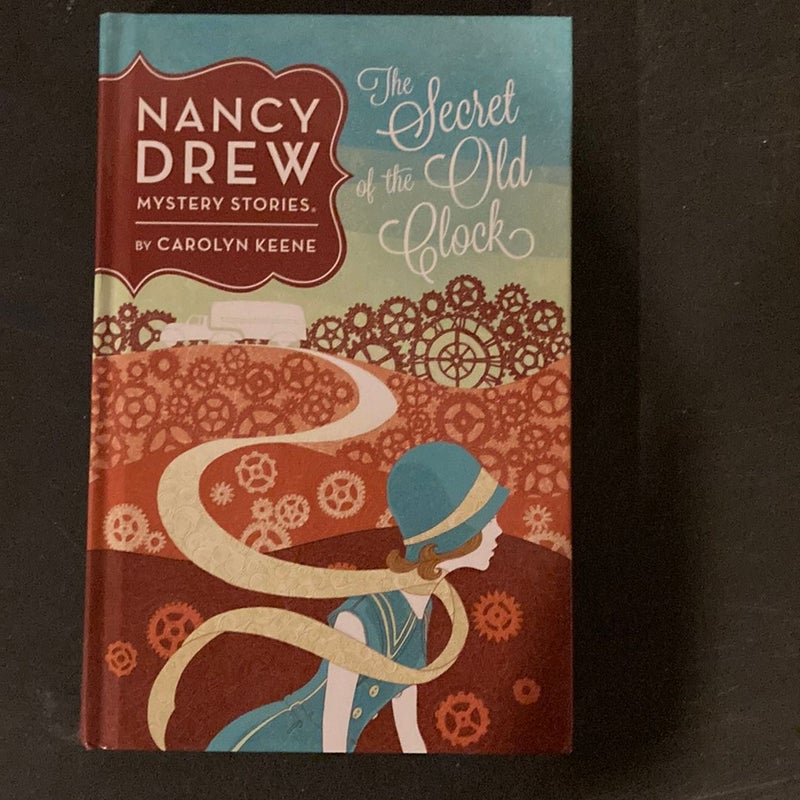 NANCY
DREW
MYSTERY STORIES®
BY CAROLYN KEENE
The
Secret
of the Old
Clock